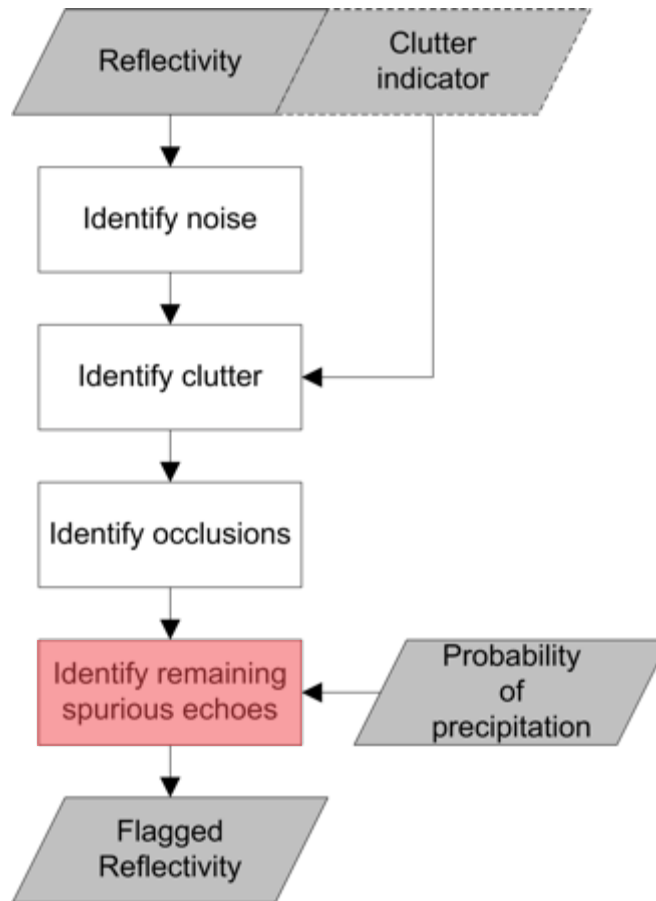 Reflectivity
Clutter
indicator
Identify noise
Identify clutter
Identify occlusions
Identify remaining
spurious echoes
Probability
of
precipitation
Flagged
Reflectivity